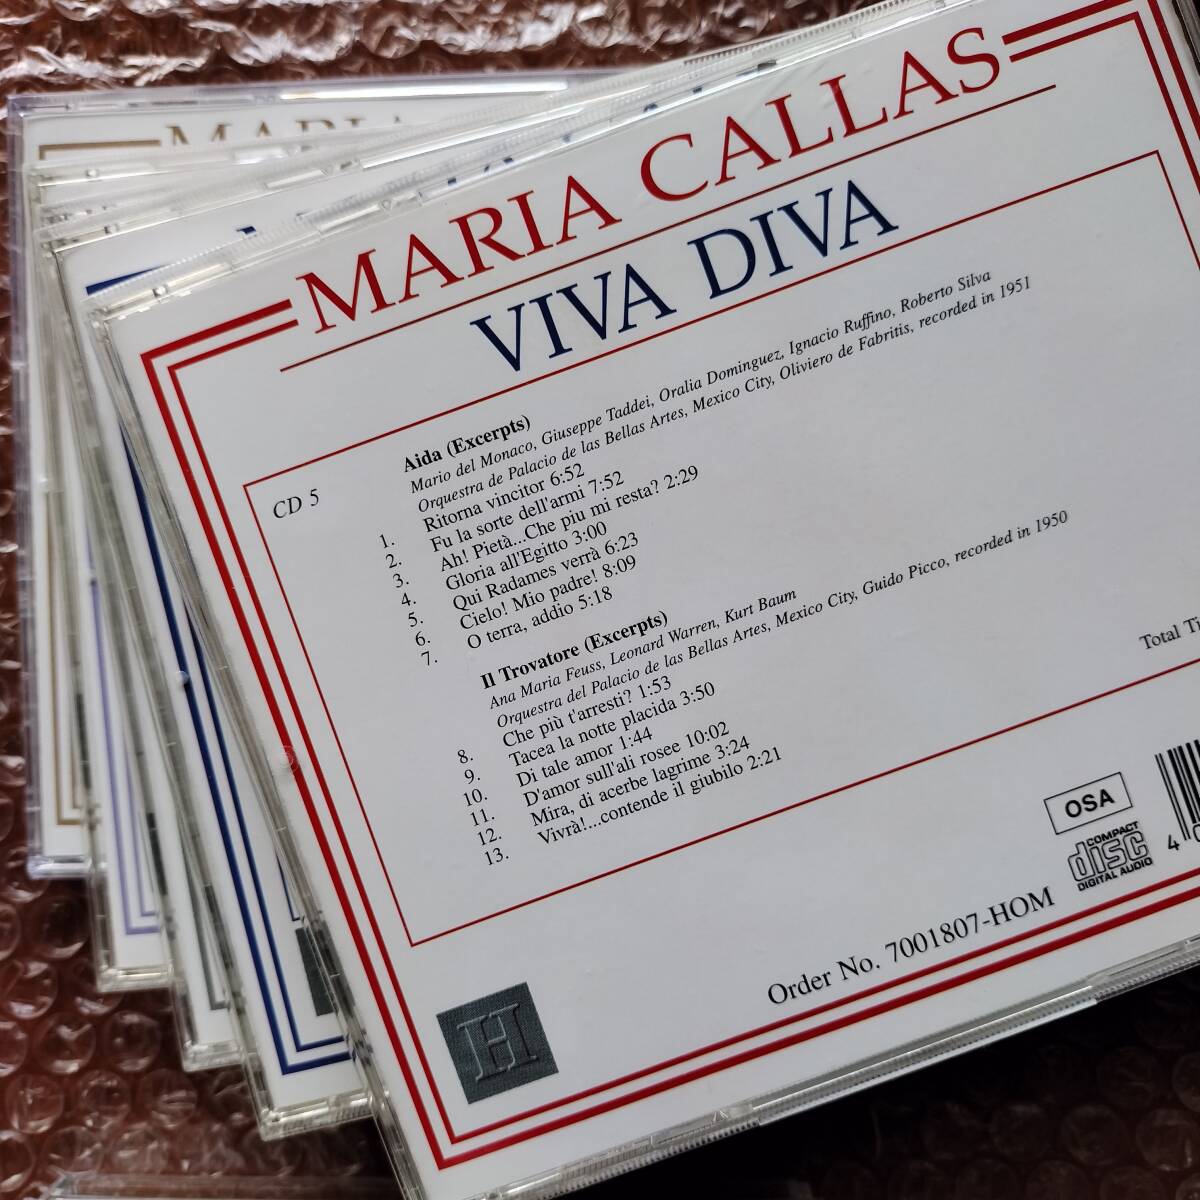 MARIA
MARIA CALLAS
VIVA DIVA
CD 5
Aida (Excerpts)
Mario del Monaco, Giuseppe Taddei, Oralia Dominguez, Ignacio Ruffino, Roberto Silva
Orquestra de Palacio de las Bellas Artes, Mexico City, Oliviero de Fabritis, recorded in 1951
1. Ritorna vincitor 6:52
2. Fu la sorte dell'armi 7:52
3. Ah! Pietà...Che piu mi resta? 2:29
4. Gloria all'Egitto 3:00
5. Qui Radames verrà 6:23
6. Cielo! Mio padre! 8:09
7. O terra, addio 5:18
Il Trovatore (Excerpts)
Ana Maria Feuss, Leonard Warren, Kurt Baum
Orquestra del Palacio de las Bellas Artes, Mexico City, Guido Picco, recorded in 1950
8. Che più t'arresti? 1:53
9. Tacea la notte placida 3:50
10. Di tale amor 1:44
11. D'amor sull'ali rosee 10:02
12. Mira, di acerbe lagrime 3:24
13. Vivrà!...contende il giubilo 2:21
Total
OSA
COMPACT
disc
DIGITAL AUDIO
4
Order No. 7001807-HOM
H